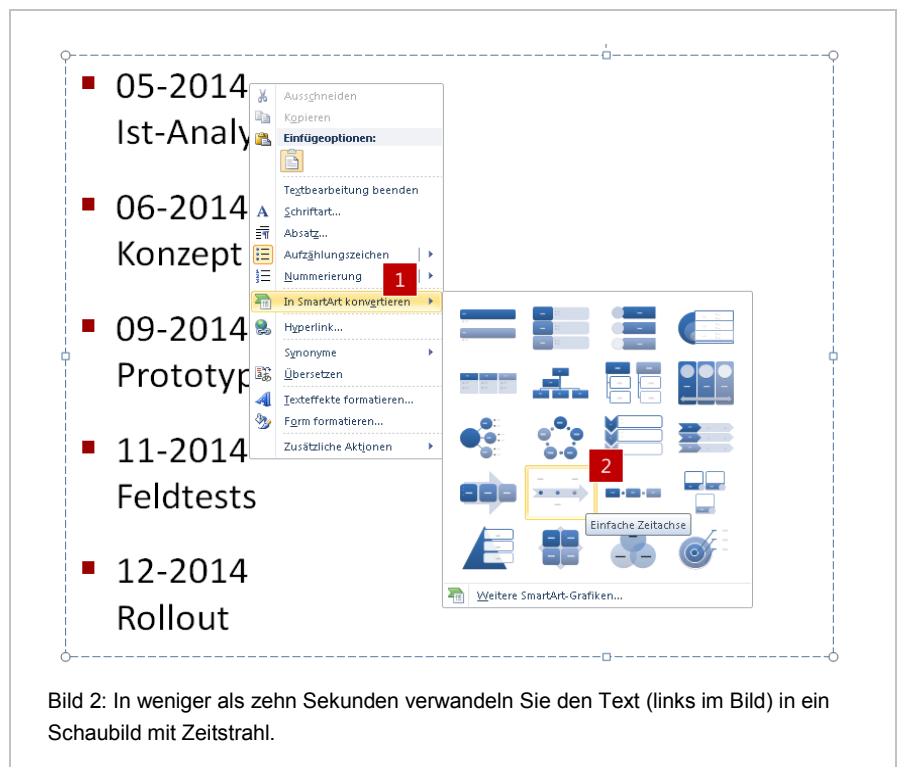 05-2014
Ist-Analy
06-2014
Konzept
09-2014
Prototyp
11-2014
Feldtests
12-2014
Rollout
Ausschneiden
Kopieren
Einfügeoptionen:
Textbearbeitung beenden
Schriftart...
Absatz...
Aufzählungszeichen
Nummerierung
1
In SmartArt konvertieren
Hyperlink...
Synonyme
Übersetzen
Texteffekte formatieren...
Form formatieren...
Zusätzliche Aktionen
2
Einfache Zeitachse
Weitere SmartArt-Grafiken...
Bild 2: In weniger als zehn Sekunden verwandeln Sie den Text (links im Bild) in ein
Schaubild mit Zeitstrahl.